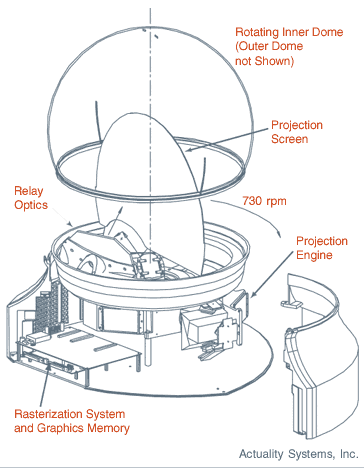 Rotating Inner Dome
(Outer Dome
not Shown)
Projection
Screen
Relay
Optics
730 rpm
Projection
Engine
Rasterization System
and Graphics Memory
Actuality Systems, Inc.